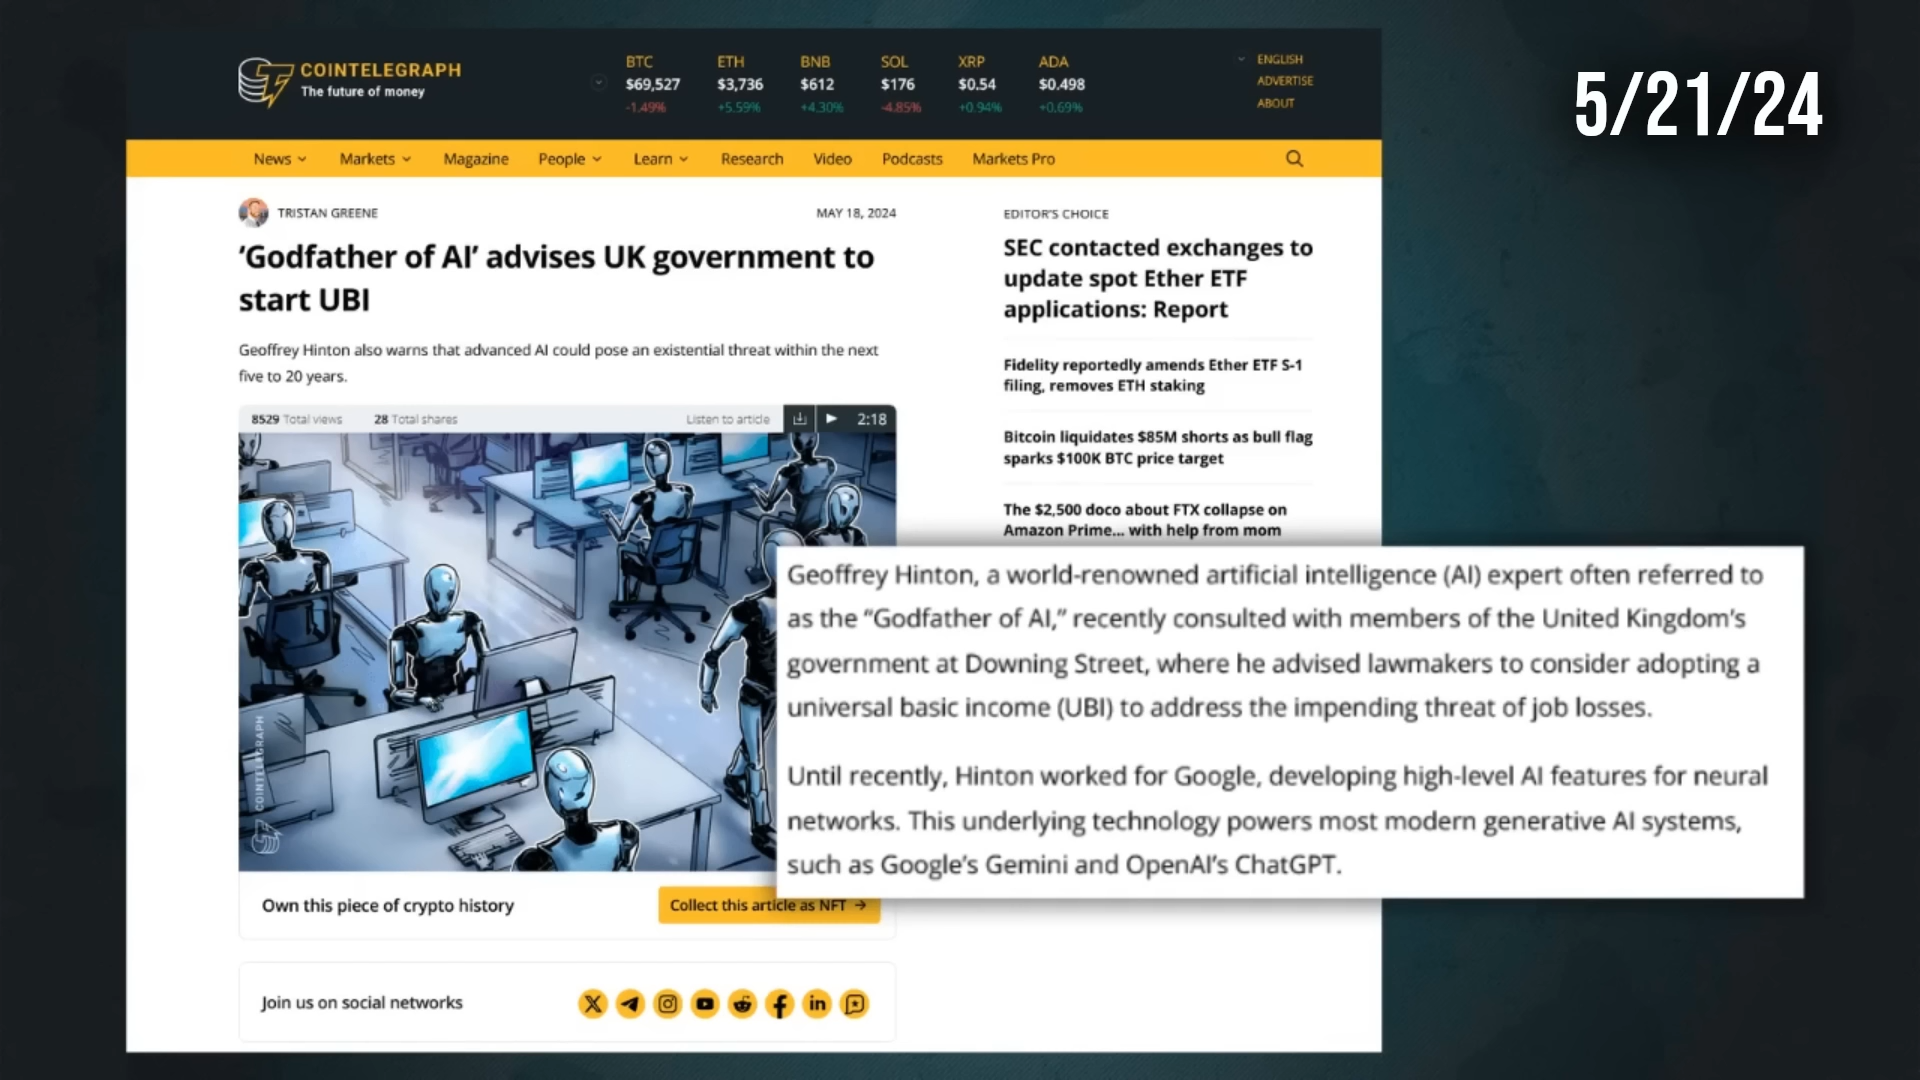 COINTELEGRAPH
The future of money
BTC
$69,527
-1.49%
ETH
$3,736
+5.59%
BNB
$612
+4.30%
SOL
$176
-4.85%
XRP
$0.54
+0.94%
ADA
$0.498
+0.69%
ENGLISH
ADVERTISE
ABOUT
5/21/24
News Markets Magazine People Learn Research Video Podcasts Markets Pro
TRISTAN GREENE
MAY 18, 2024
‘Godfather of AI’ advises UK government to
start UBI
Geoffrey Hinton also warns that advanced AI could pose an existential threat within the next
five to 20 years.
8529 Total views 28 Total shares Listen to article 2:18
COINTELEGRAPH
Own this piece of crypto history
Collect this article as NFT →
Join us on social networks
EDITOR'S CHOICE
SEC contacted exchanges to
update spot Ether ETF
applications: Report
Fidelity reportedly amends Ether ETF S-1
filing, removes ETH staking
Bitcoin liquidates $85M shorts as bull flag
sparks $100K BTC price target
The $2,500 doco about FTX collapse on
Amazon Prime... with help from mom
Geoffrey Hinton, a world-renowned artificial intelligence (AI) expert often referred to
as the “Godfather of AI,” recently consulted with members of the United Kingdom’s
government at Downing Street, where he advised lawmakers to consider adopting a
universal basic income (UBI) to address the impending threat of job losses.
Until recently, Hinton worked for Google, developing high-level AI features for neural
networks. This underlying technology powers most modern generative AI systems,
such as Google’s Gemini and OpenAI’s ChatGPT.